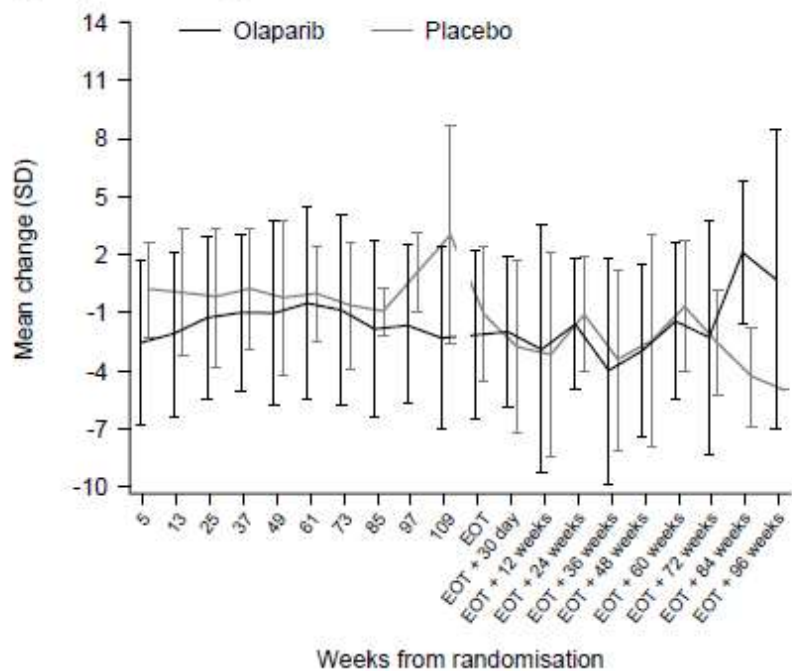 Olaparib Placebo
Mean change (SD)
14
11
8
5
2
-1
-4
-7
-10
5
13
25
37
49
61
73
85
97
109
EOT
EOT + 30 day
EOT + 12 weeks
EOT + 24 weeks
EOT + 36 weeks
EOT + 48 weeks
EOT + 60 weeks
EOT + 72 weeks
EOT + 84 weeks
EOT + 96 weeks
Weeks from randomisation